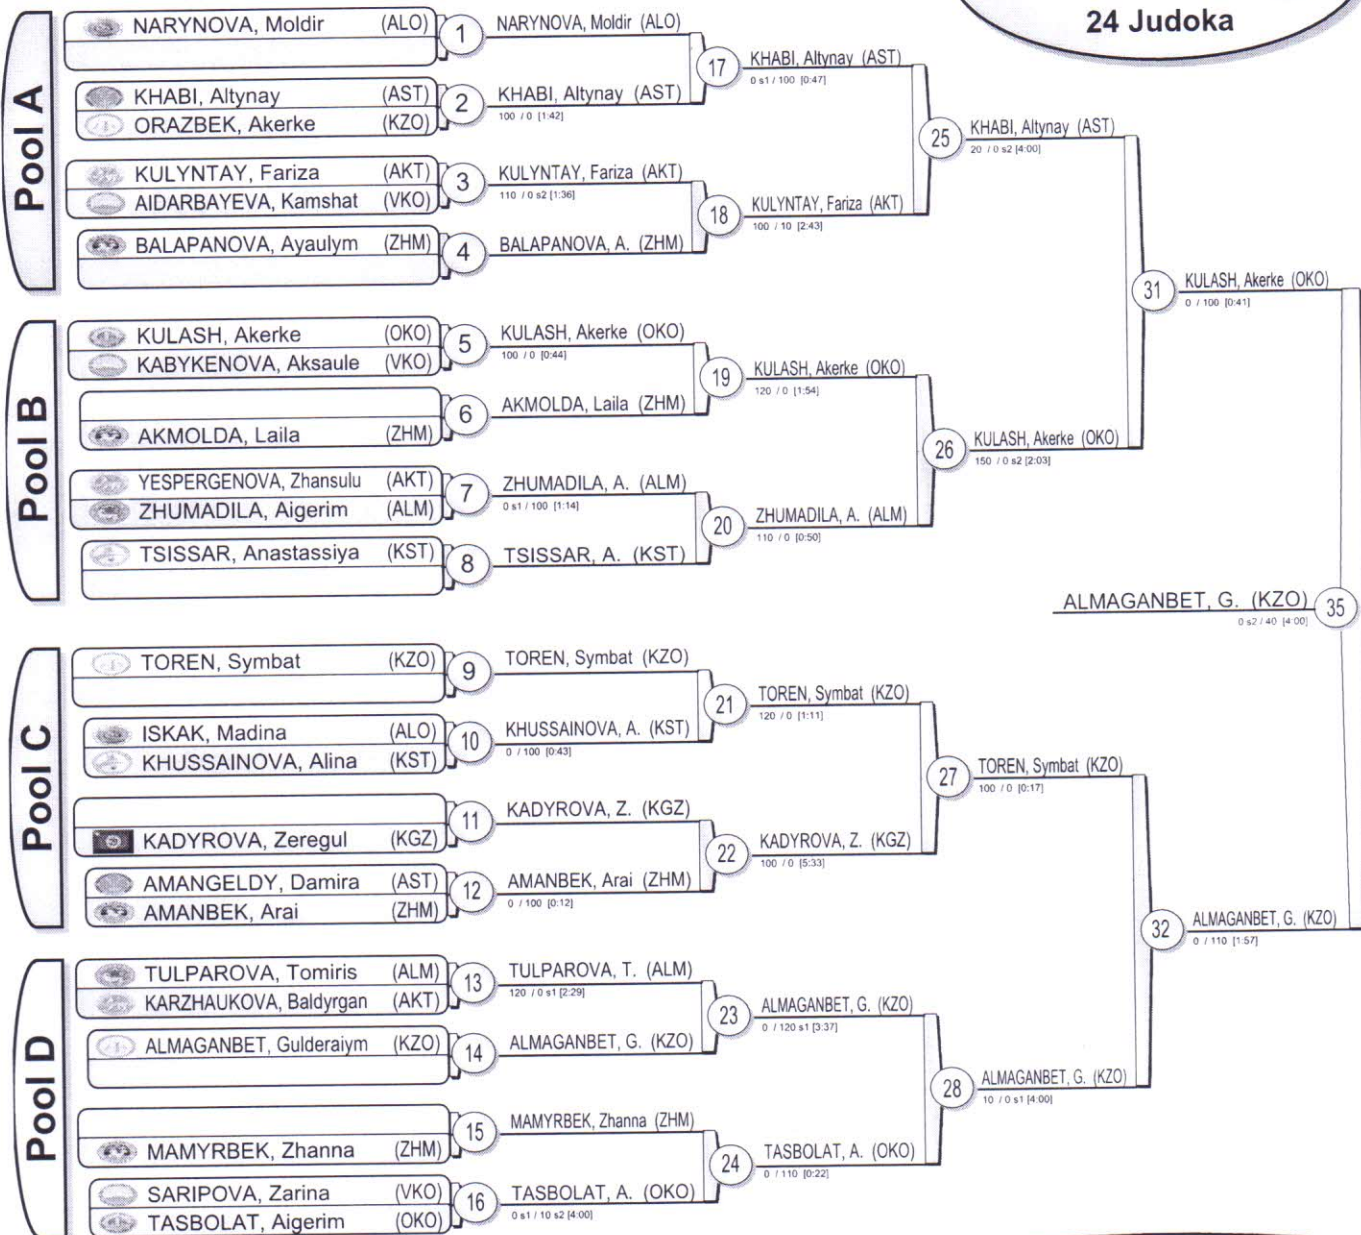 24 Judoka
Pool A
NARYNOVA, Moldir (ALO)
KHABI, Altynay (AST)
ORAZBEK, Akerke (KZO)
KULYNTAY, Fariza (AKT)
AIDARBAYEVA, Kamshat (VKO)
BALAPANOVA, Ayaulym (ZHM)
1 NARYNOVA, Moldir (ALO)
2 KHABI, Altynay (AST)
100 / 0 [1:42]
3 KULYNTAY, Fariza (AKT)
110 / 0 s2 [1:36]
4 BALAPANOVA, A. (ZHM)
17 KHABI, Altynay (AST)
0 s1 / 100 [0:47]
18 KULYNTAY, Fariza (AKT)
100 / 10 [2:43]
25 KHABI, Altynay (AST)
20 / 0 s2 [4:00]
Pool B
KULASH, Akerke (OKO)
KABYKENOVA, Aksaule (VKO)
AKMOLDA, Laila (ZHM)
YESPERGENOVA, Zhansulu (AKT)
ZHUMADILA, Aigerim (ALM)
TSISSAR, Anastassiya (KST)
5 KULASH, Akerke (OKO)
100 / 0 [0:44]
6 AKMOLDA, Laila (ZHM)
7 ZHUMADILA, A. (ALM)
0 s1 / 100 [1:14]
8 TSISSAR, A. (KST)
19 KULASH, Akerke (OKO)
120 / 0 [1:54]
20 ZHUMADILA, A. (ALM)
110 / 0 [0:50]
26 KULASH, Akerke (OKO)
150 / 0 s2 [2:03]
31 KULASH, Akerke (OKO)
0 / 100 [0:41]
ALMAGANBET, G. (KZO) 35
0 s2 / 40 [4:00]
Pool C
TOREN, Symbat (KZO)
ISKAK, Madina (ALO)
KHUSSAINOVA, Alina (KST)
KADYROVA, Zeregul (KGZ)
AMANGELDY, Damira (AST)
AMANBEK, Arai (ZHM)
9 TOREN, Symbat (KZO)
10 KHUSSAINOVA, A. (KST)
0 / 100 [0:43]
11 KADYROVA, Z. (KGZ)
12 AMANBEK, Arai (ZHM)
0 / 100 [0:12]
21 TOREN, Symbat (KZO)
120 / 0 [1:11]
22 KADYROVA, Z. (KGZ)
100 / 0 [5:33]
27 TOREN, Symbat (KZO)
100 / 0 [0:17]
Pool D
TULPAROVA, Tomiris (ALM)
KARZHAUKOVA, Baldyrgan (AKT)
ALMAGANBET, Gulderaiym (KZO)
MAMYRBEK, Zhanna (ZHM)
SARIPOVA, Zarina (VKO)
TASBOLAT, Aigerim (OKO)
13 TULPAROVA, T. (ALM)
120 / 0 s1 [2:29]
14 ALMAGANBET, G. (KZO)
15 MAMYRBEK, Zhanna (ZHM)
16 TASBOLAT, A. (OKO)
0 s1 / 10 s2 [4:00]
23 ALMAGANBET, G. (KZO)
0 / 120 s1 [3:37]
24 TASBOLAT, A. (OKO)
0 / 110 [0:22]
28 ALMAGANBET, G. (KZO)
10 / 0 s1 [4:00]
32 ALMAGANBET, G. (KZO)
0 / 110 [1:57]